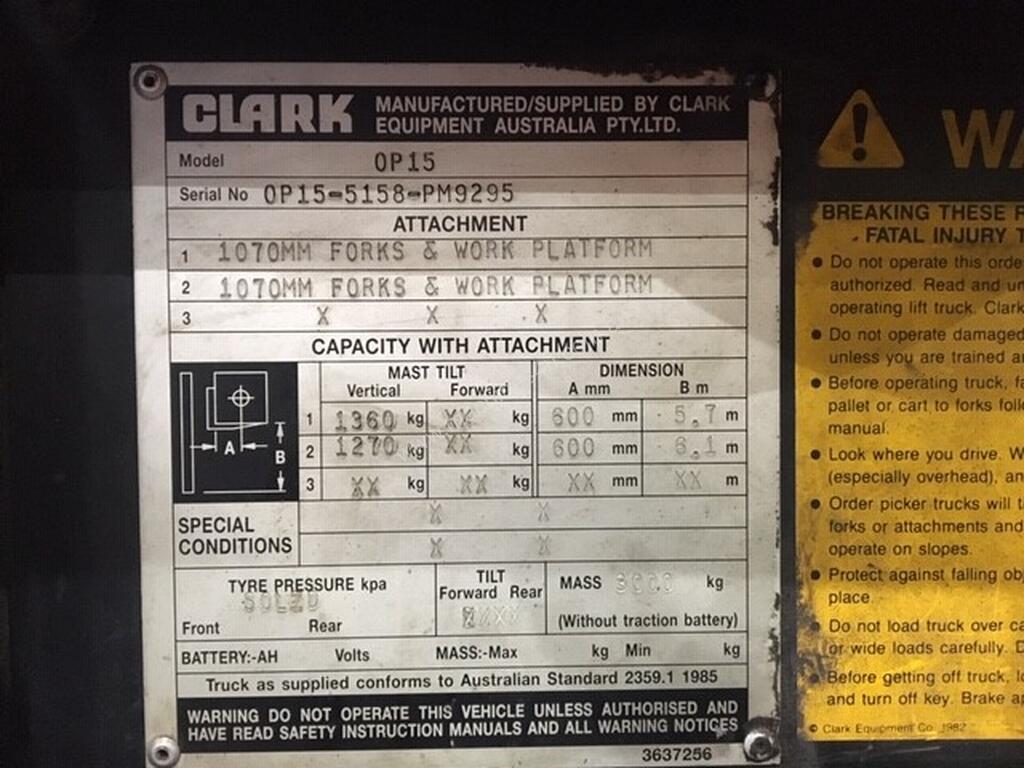 CLARK MANUFACTURED/SUPPLIED BY CLARK
EQUIPMENT AUSTRALIA PTY.LTD.
Model OP15
Serial No OP15-5158-PM9295
ATTACHMENT
1 1070MM FORKS & WORK PLATFORM
2 1070MM FORKS & WORK PLATFORM
3 X X X
CAPACITY WITH ATTACHMENT
MAST TILT DIMENSION
Vertical Forward A mm B m
1 1360 kg XX kg 600 mm 5.7 m
2 1270 kg XX kg 600 mm 6.1 m
3 XX kg XX kg XX mm XX m
A
B
SPECIAL CONDITIONS
X X
X X
TYRE PRESSURE kpa
SOLID
Front Rear
TILT
Forward Rear
MASS kg
(Without traction battery)
BATTERY:-AH Volts MASS:-Max kg Min kg
Truck as supplied conforms to Australian Standard 2359.1 1985
WARNING DO NOT OPERATE THIS VEHICLE UNLESS AUTHORISED AND
HAVE READ SAFETY INSTRUCTION MANUALS AND ALL WARNING NOTICES
3637256
WA
BREAKING THESE
FATAL INJURY
Do not operate this
authorized. Read and
operating lift truck. Clark
Do not operate damaged
unless you are trained
Before operating truck,
pallet or cart to forks
manual.
Look where you drive.
(especially overhead),
Order picker trucks will
forks or attachments and
operate on slopes.
Protect against falling
place.
Do not load truck over
or wide loads carefully.
Before getting off truck,
and turn off key. Brake
© Clark Equipment Co. 1982